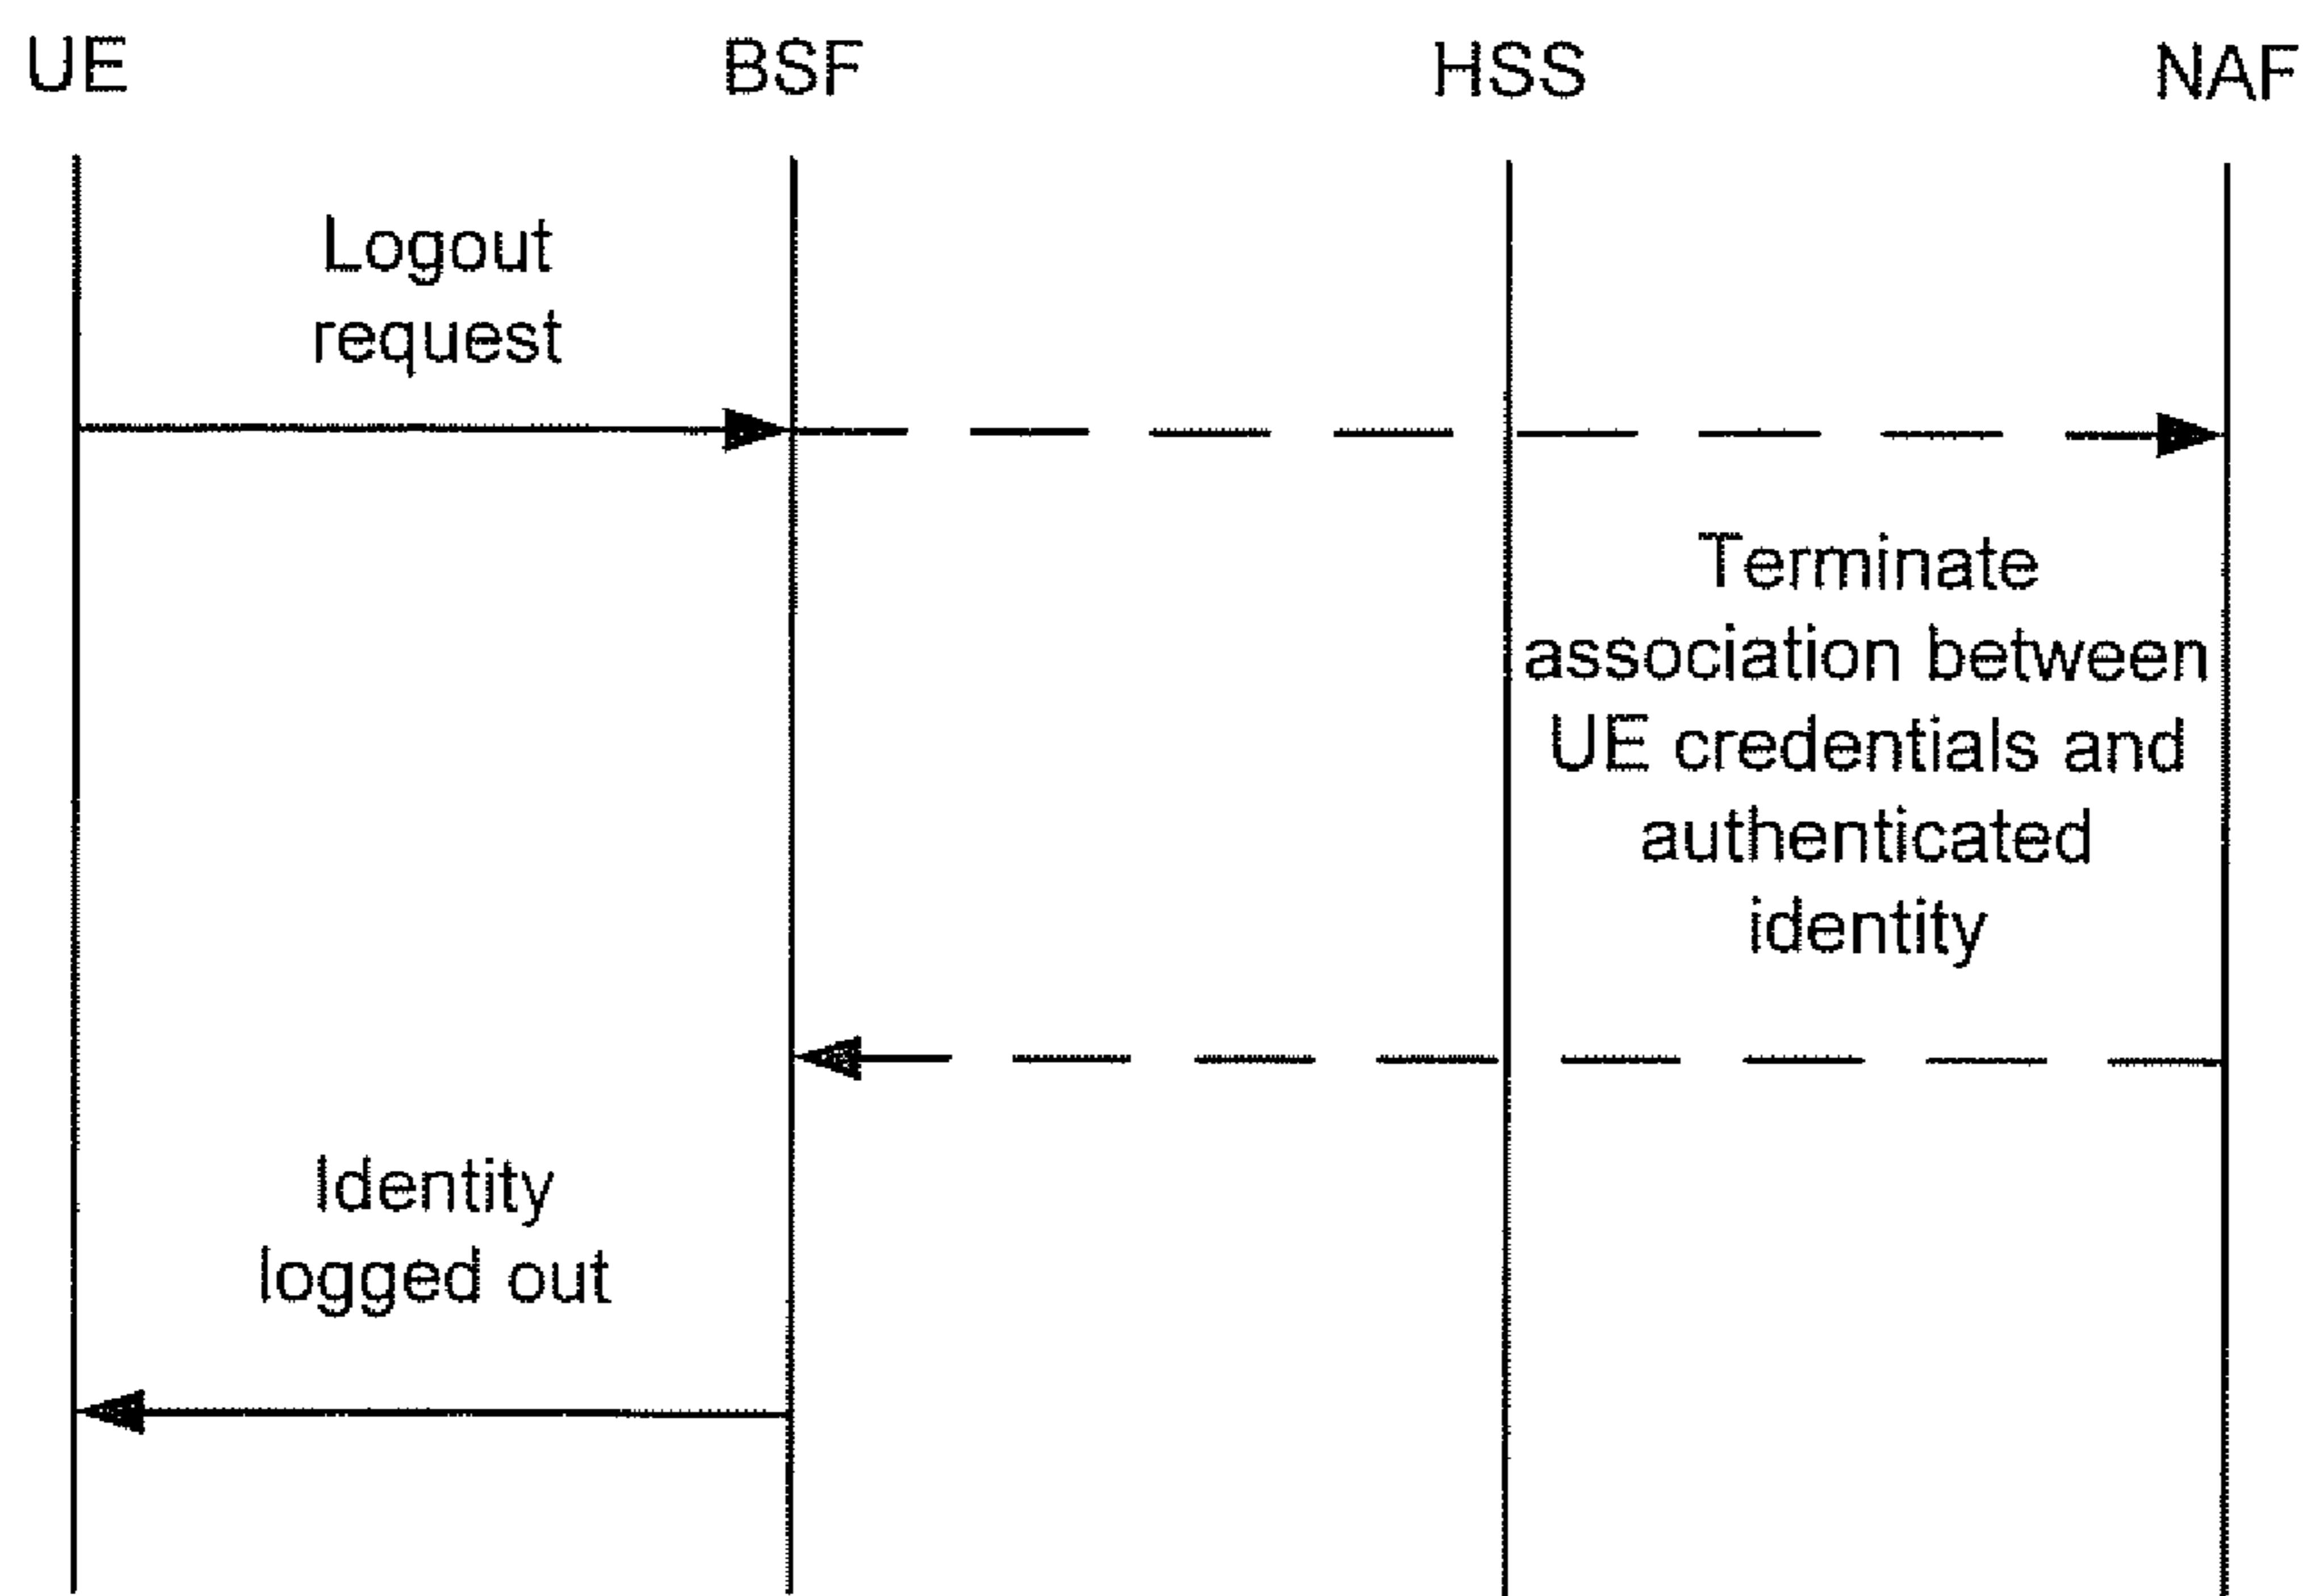 UE
BSF
HSS
NAF
Logout
request
Terminate
association between
UE credentials and
authenticated
identity
Identity
logged out